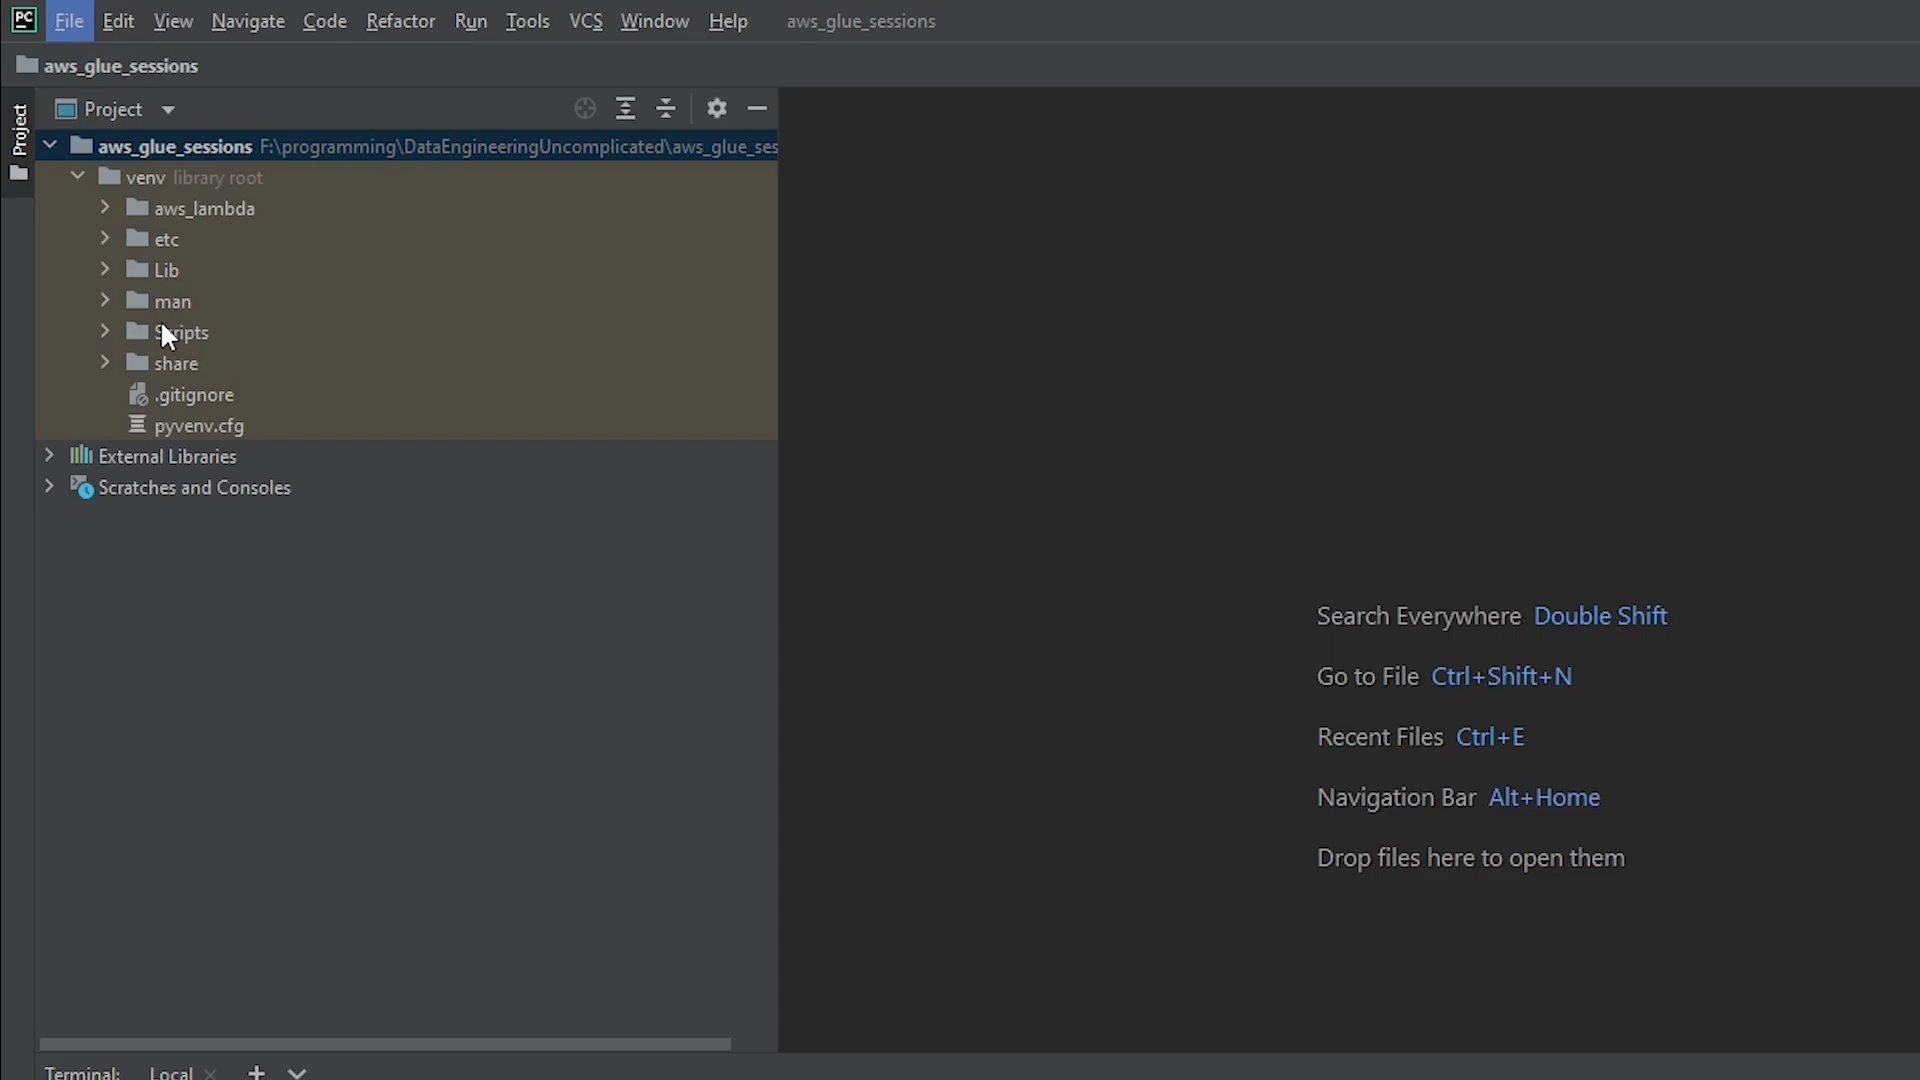 PC File Edit View Navigate Code Refactor Run Tools VCS Window Help aws_glue_sessions
aws_glue_sessions
Project
Project
aws_glue_sessions F:\programming\DataEngineeringUncomplicated\aws_glue_ses
venv library root
aws_lambda
etc
Lib
man
Scripts
share
.gitignore
pyvenv.cfg
External Libraries
Scratches and Consoles
Search Everywhere Double Shift
Go to File Ctrl+Shift+N
Recent Files Ctrl+E
Navigation Bar Alt+Home
Drop files here to open them
Terminal: Local